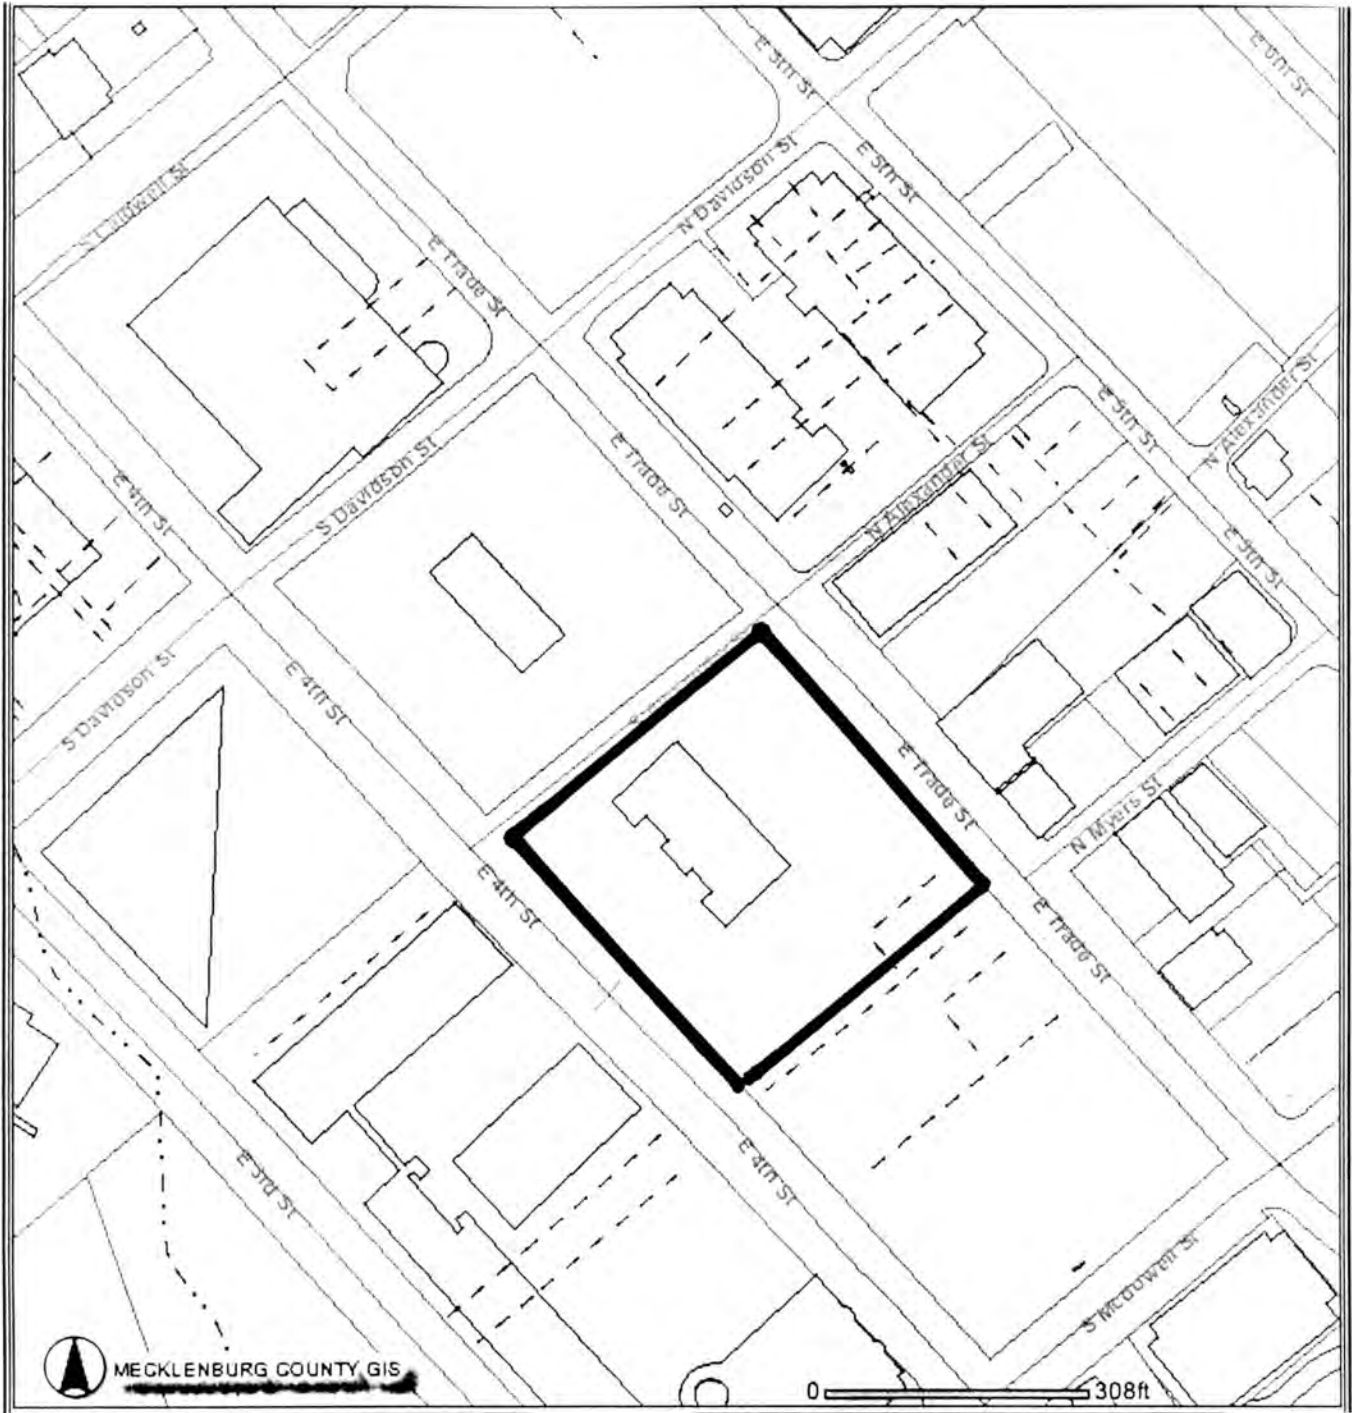 E 5th St
E 6th St
E 5th St
S Caldwell St
N Davidson St
E Trade St
N Alexander St
E 5th St
E Trade St
S Davidson St
N Alexander St
E 4th St
E 5th St
S Davidson St
E 4th St
E Trade St
N Myers St
E 4th St
E Trade St
E 3rd St
E 4th St
S McDowell St
MECKLENBURG COUNTY GIS
0 308ft